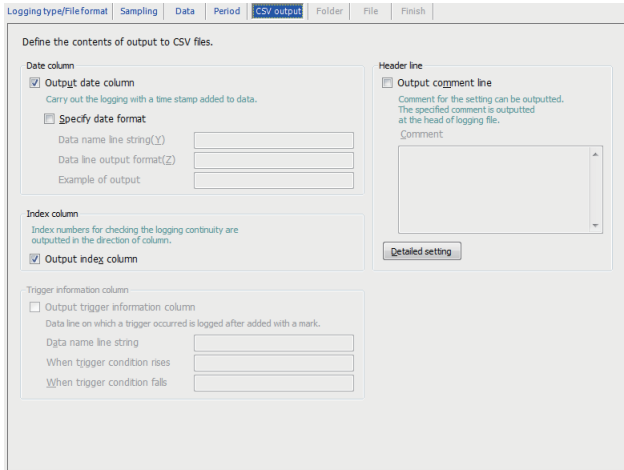 Logging type/File format Sampling Data Period CSV output Folder File Finish
Define the contents of output to CSV files.
Date column
Output date column
Carry out the logging with a time stamp added to data.
Specify date format
Data name line string(Y)
Data line output format(Z)
Example of output
Index column
Index numbers for checking the logging continuity are
outputted in the direction of column.
Output index column
Trigger information column
Output trigger information column
Data line on which a trigger occurred is logged after added with a mark.
Data name line string
When trigger condition rises
When trigger condition falls
Header line
Output comment line
Comment for the setting can be outputted.
The specified comment is outputted
at the head of logging file.
Comment
Detailed setting